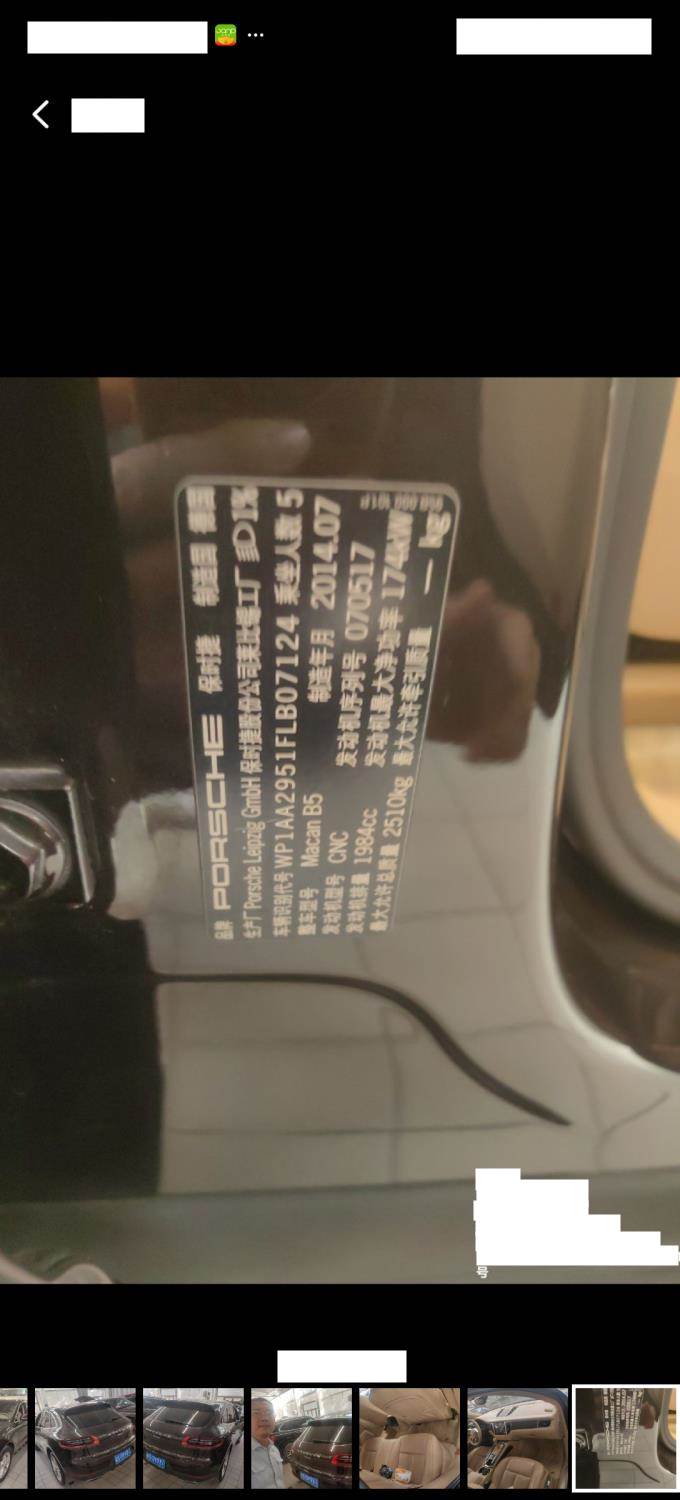 品牌 PORSCHE 保时捷 制造国 德国
生产厂 Porsche Leipzig GmbH 保时捷股份公司莱比锡工厂 1%
车辆识别代号 WP1AA2951FLB07124 乘坐人数 5
整车型号 Macan B5 制造年月 2014.07
发动机型号 CNC 发动机序列号 070517
发动机排量 1984cc 发动机最大净功率 174kW
最大允许总质量 2510kg 最大允许牵引质量 — kg